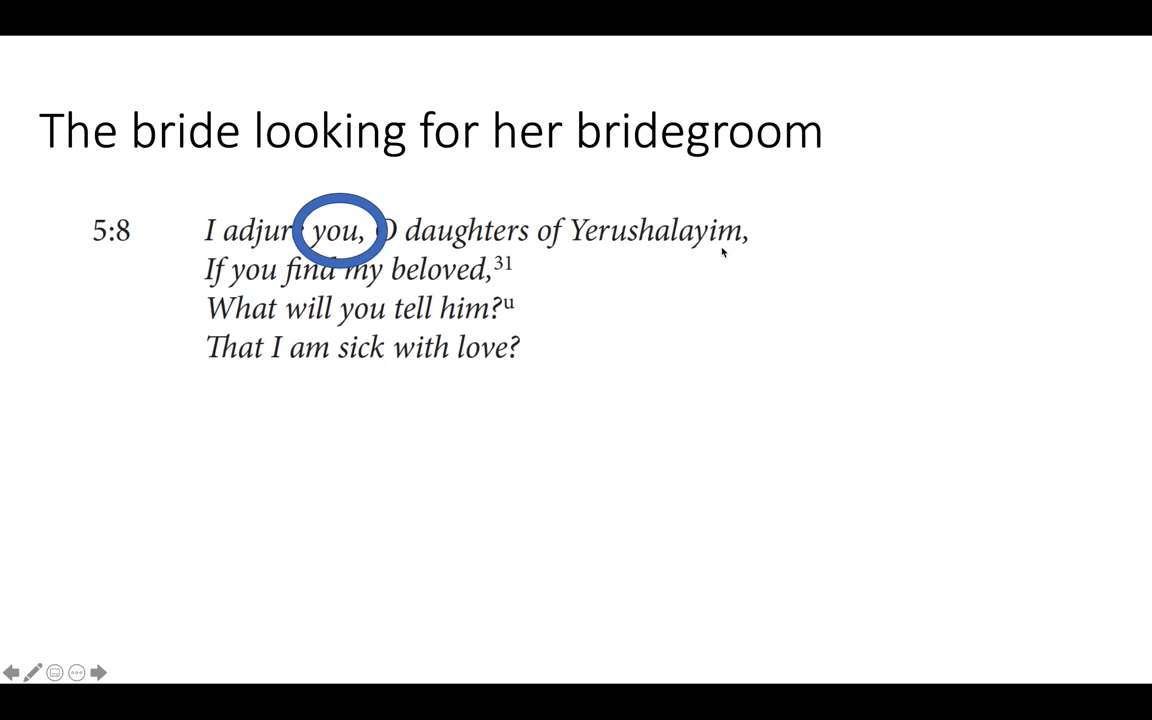 The bride looking for her bridegroom
5:8 I adjure you, O daughters of Yerushalayim,
If you find my beloved,³¹
What will you tell him?ᵘ
That I am sick with love?